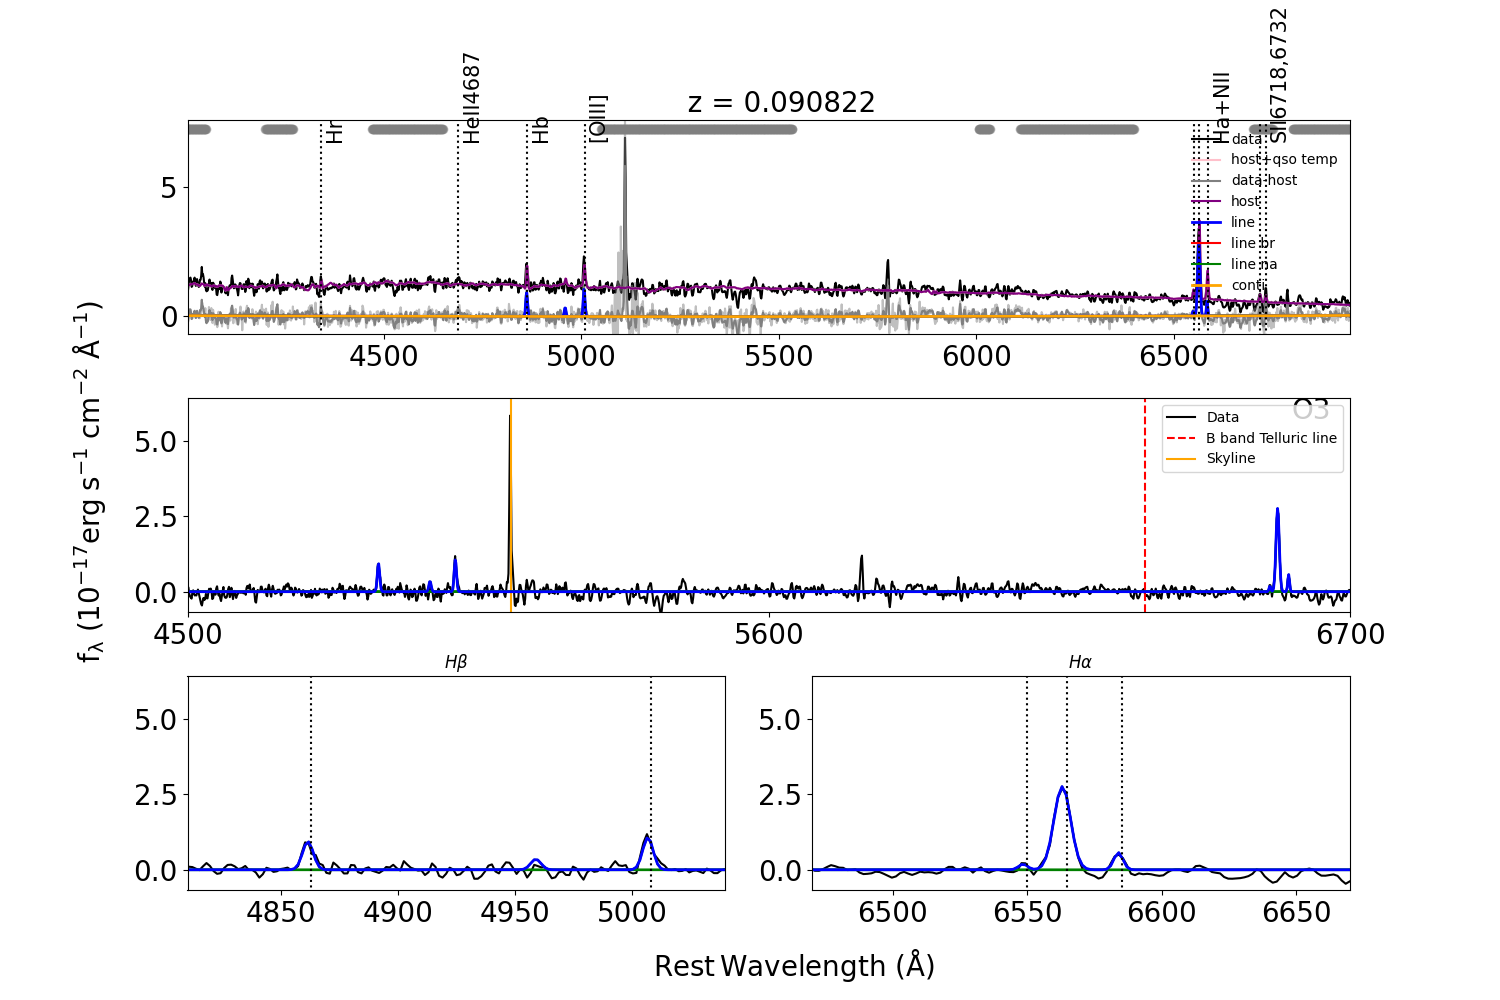 z = 0.090822
Hr
HeII4687
Hb
[OIII]
Ha+NII
SII6718,6732
data
host+qso temp
data-host
host
line
line br
line na
conti
5
0
4500
5000
5500
6000
6500
f_λ (10^−17 erg s^−1 cm^−2 Å^−1)
O3
Data
B band Telluric line
Skyline
5.0
2.5
0.0
4500
5600
6700
Hβ
5.0
2.5
0.0
4850
4900
4950
5000
Hα
5.0
2.5
0.0
6500
6550
6600
6650
Rest Wavelength (Å)